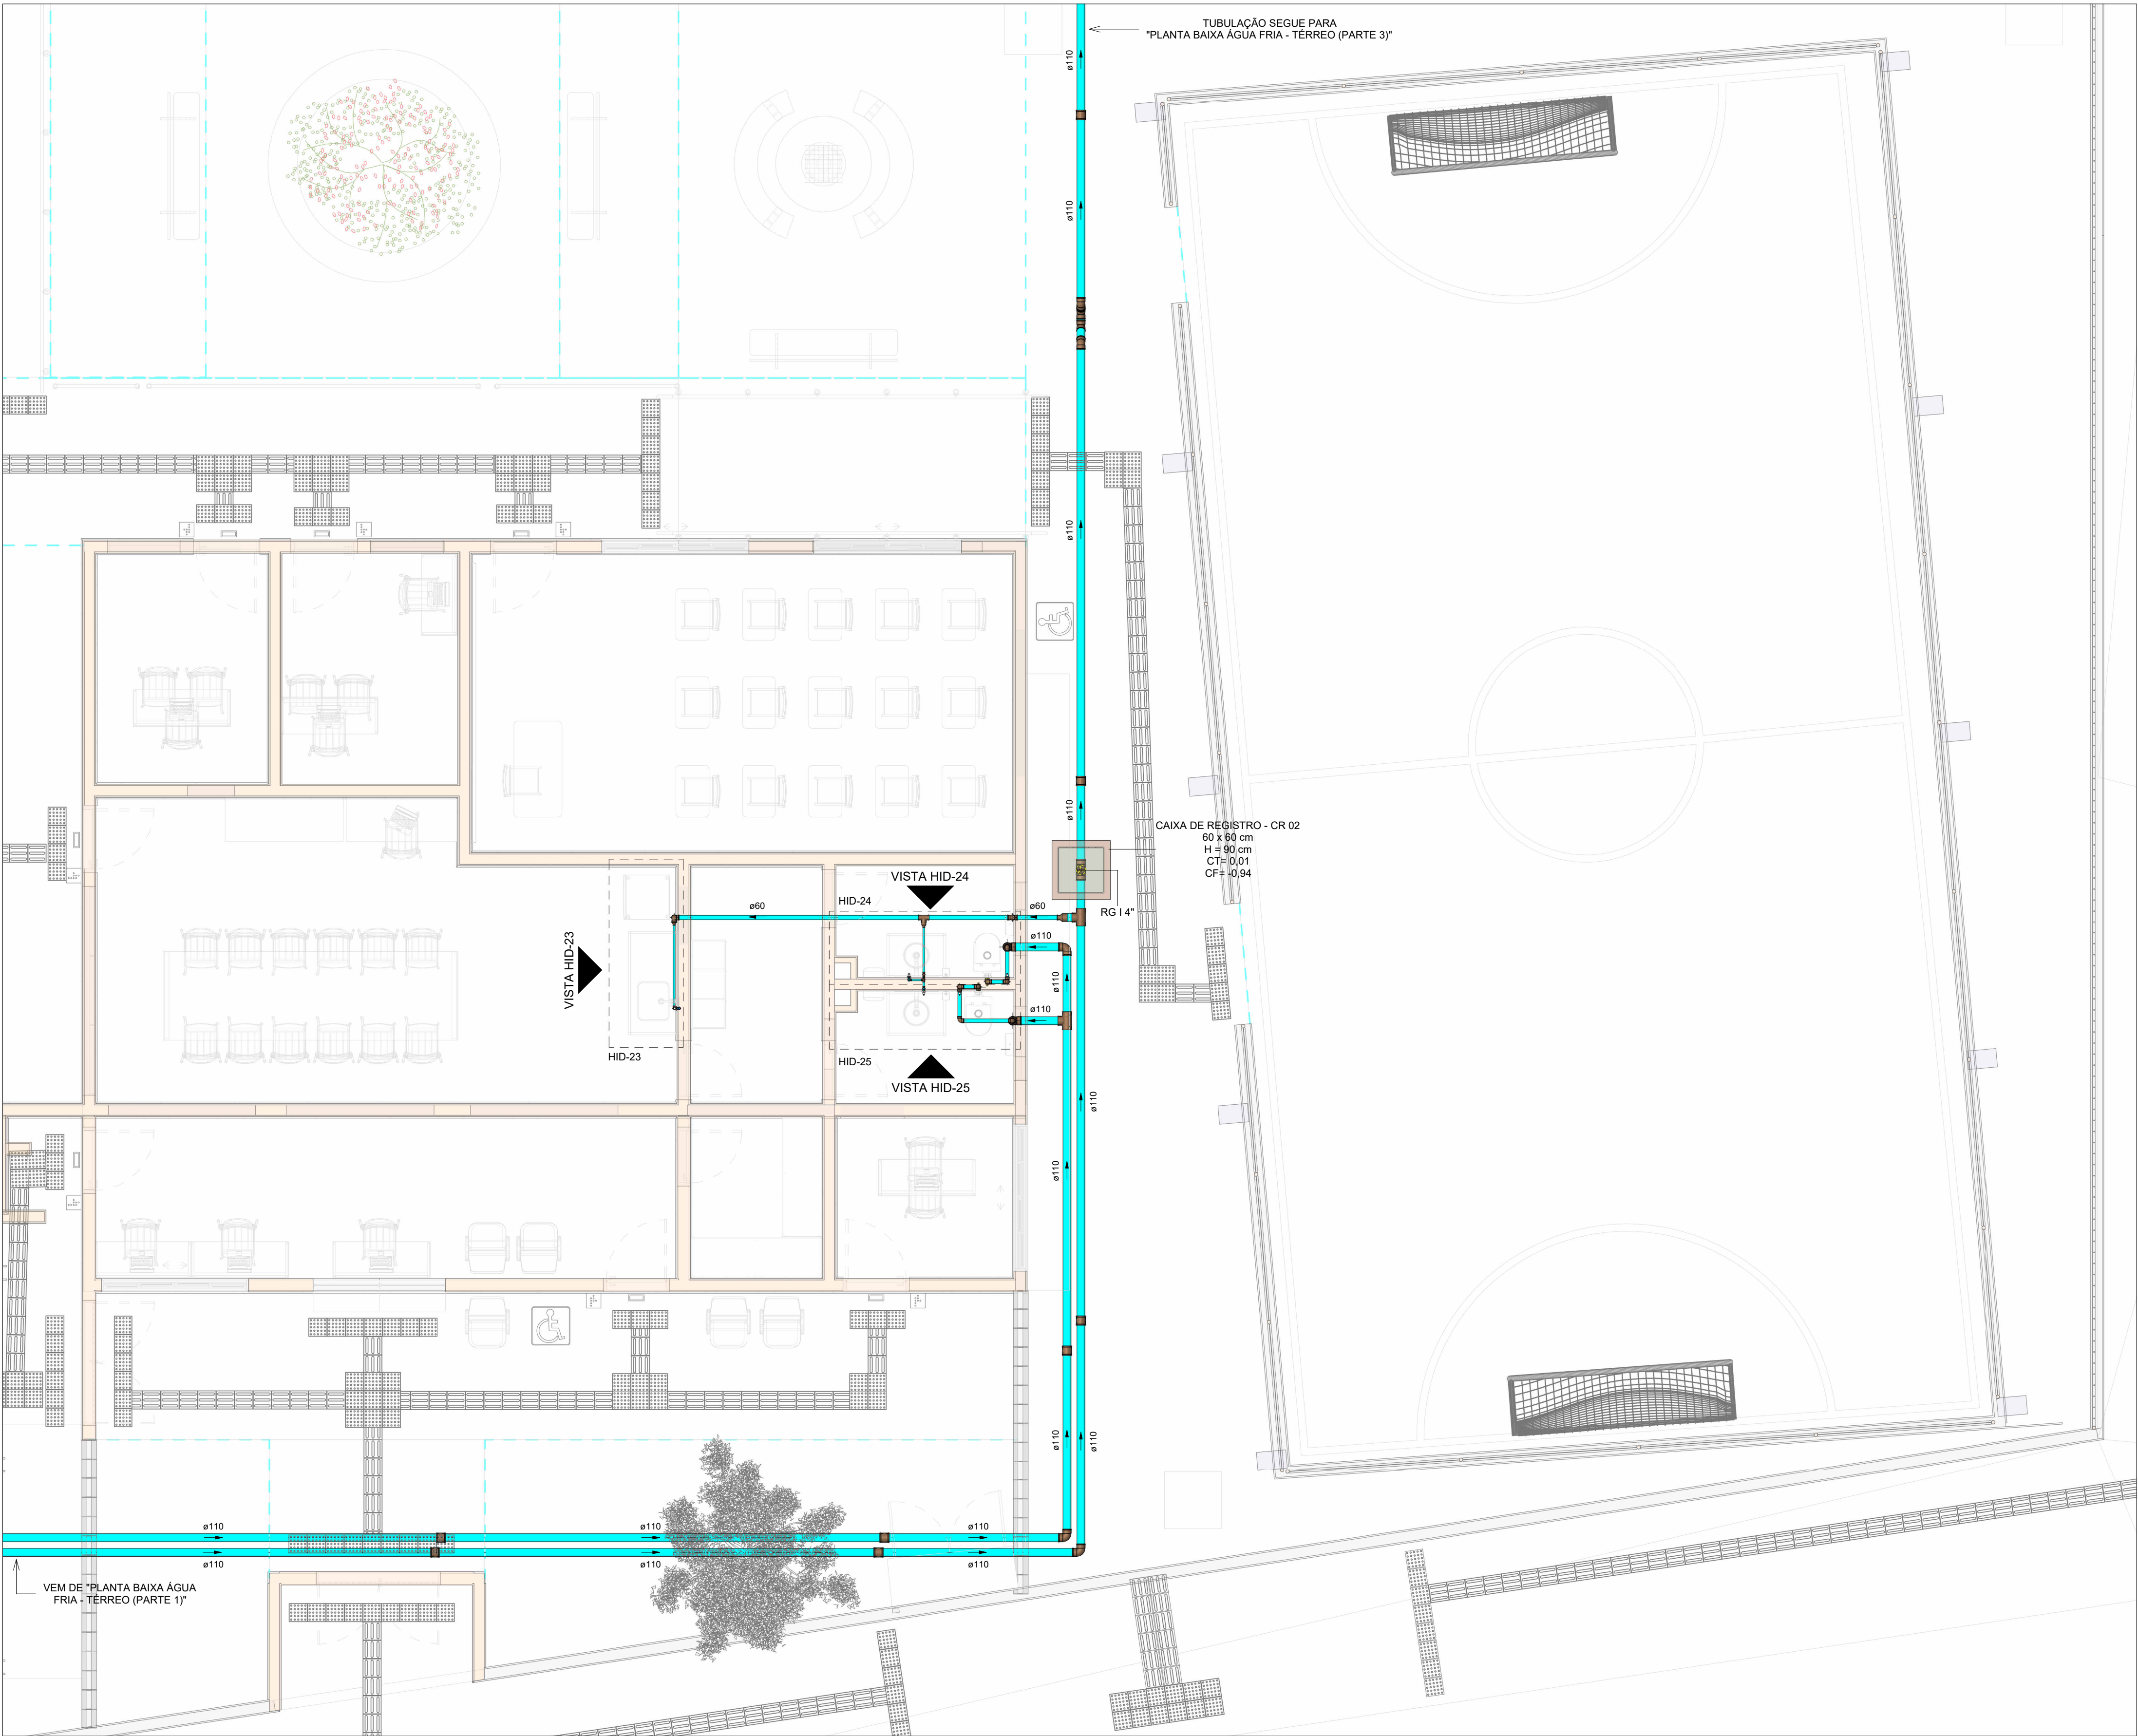 TUBULAÇÃO SEGUE PARA
"PLANTA BAIXA ÁGUA FRIA - TÉRREO (PARTE 3)"
ø110
ø110
ø110
ø110
CAIXA DE REGISTRO - CR 02
60 x 60 cm
H = 90 cm
CT= 0,01
CF= -0,94
RG | 4"
VISTA HID-24
HID-24
ø60
ø60
ø110
VISTA HID-23
ø110
ø110
HID-23
HID-25
VISTA HID-25
ø110
ø110
ø110
ø110
ø110
ø110
ø110
ø110
ø110
ø110
VEM DE "PLANTA BAIXA ÁGUA
FRIA - TÉRREO (PARTE 1)"